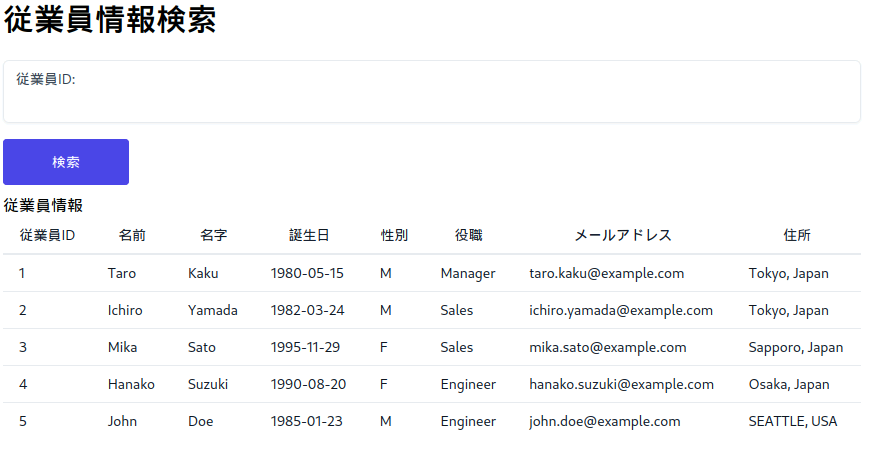 従業員情報検索
従業員ID:
検索
従業員情報
従業員ID 名前 名字 誕生日 性別 役職 メールアドレス 住所
1 Taro Kaku 1980-05-15 M Manager taro.kaku@example.com Tokyo, Japan
2 Ichiro Yamada 1982-03-24 M Sales ichiro.yamada@example.com Tokyo, Japan
3 Mika Sato 1995-11-29 F Sales mika.sato@example.com Sapporo, Japan
4 Hanako Suzuki 1990-08-20 F Engineer hanako.suzuki@example.com Osaka, Japan
5 John Doe 1985-01-23 M Engineer john.doe@example.com SEATTLE, USA